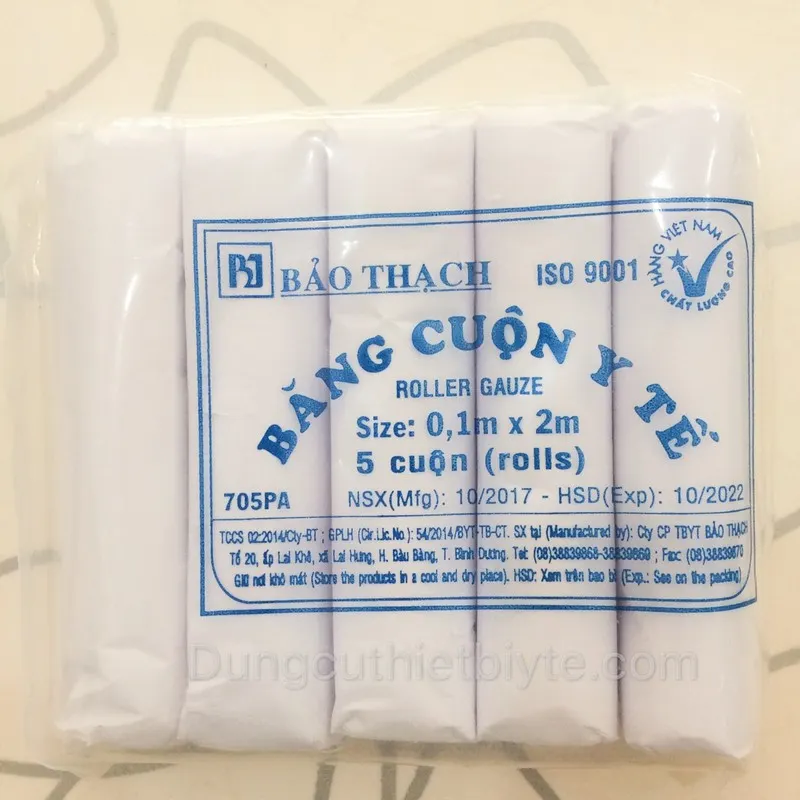 BT BẢO THẠCH ISO 9001
HÀNG VIỆT NAM
CHẤT LƯỢNG CAO
BĂNG CUỘN Y TẾ
ROLLER GAUZE
Size: 0,1m x 2m
5 cuộn (rolls)
705PA NSX(Mfg): 10/2017 - HSD(Exp): 10/2022
TCCS 02:2014/Cty-BT ; GPLH (Cir.Lic.No.): 54/2014/BYT-TB-CT. SX tại (Manufactured by): Cty CP TBYT BẢO THẠCH
Tổ 20, ấp Lai Khê, xã Lai Hưng, H. Bàu Bàng, T. Bình Dương. Tel: (08)38839868-38839869 ; Fax: (08)38839870
Giữ nơi khô mát (Store the products in a cool and dry place). HSD: Xem trên bao bì (Exp.: See on the packing)
Dungcuthietbiyte.com